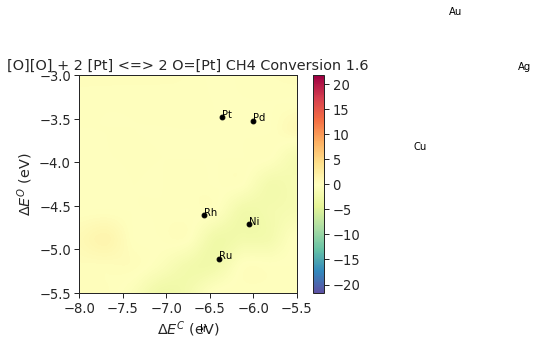 Au
[O][O] + 2 [Pt] <=> 2 O=[Pt] CH4 Conversion 1.6
Ag
−3.0
−3.5
−4.0
−4.5
−5.0
−5.5
ΔE^O (eV)
Pt
Pd
Cu
Rh
Ni
Ru
−8.0 −7.5 −7.0 −6.5 −6.0 −5.5
ΔE^C (eV)
Ir
20
15
10
5
0
−5
−10
−15
−20